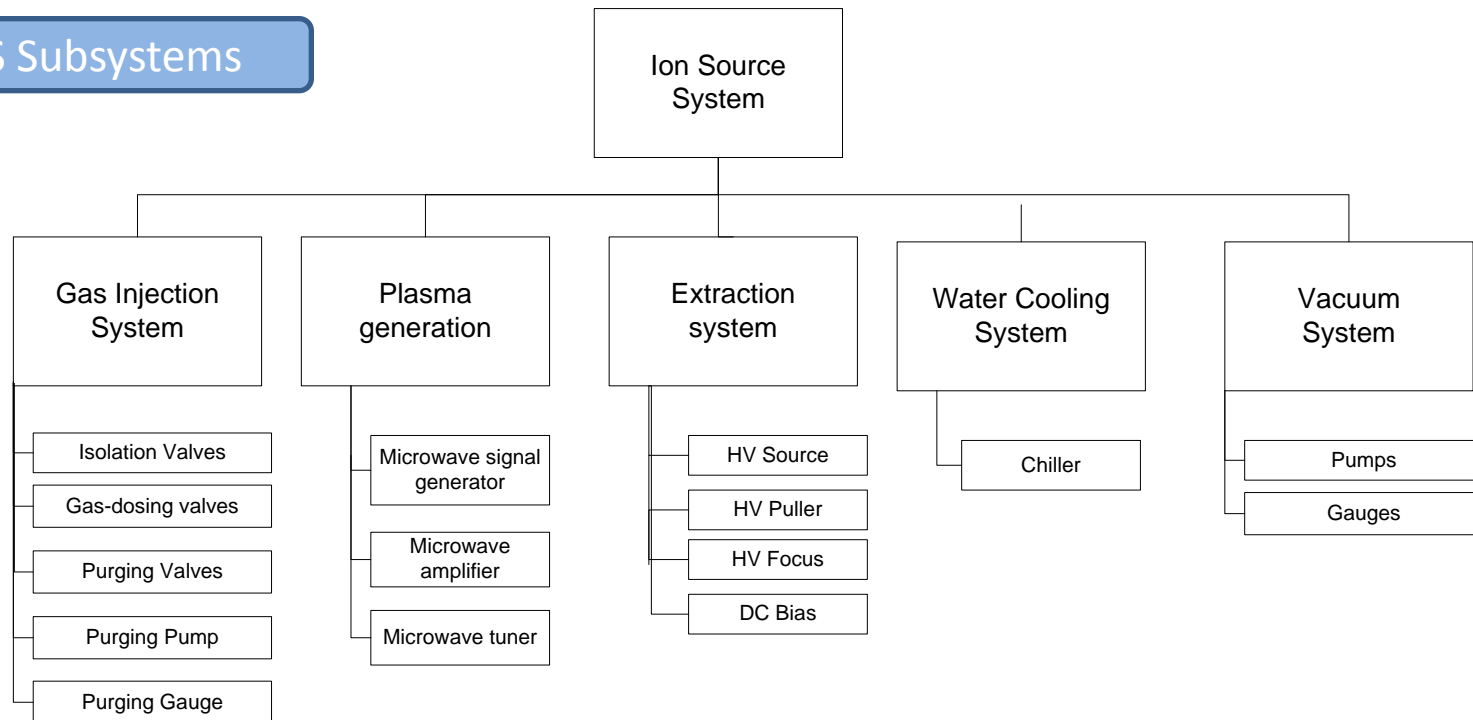 Subsystems
Ion Source
System
Gas Injection
System
Plasma
generation
Extraction
system
Water Cooling
System
Vacuum
System
Isolation Valves
Gas-dosing valves
Purging Valves
Purging Pump
Purging Gauge
Microwave signal
generator
Microwave
amplifier
Microwave tuner
HV Source
HV Puller
HV Focus
DC Bias
Chiller
Pumps
Gauges